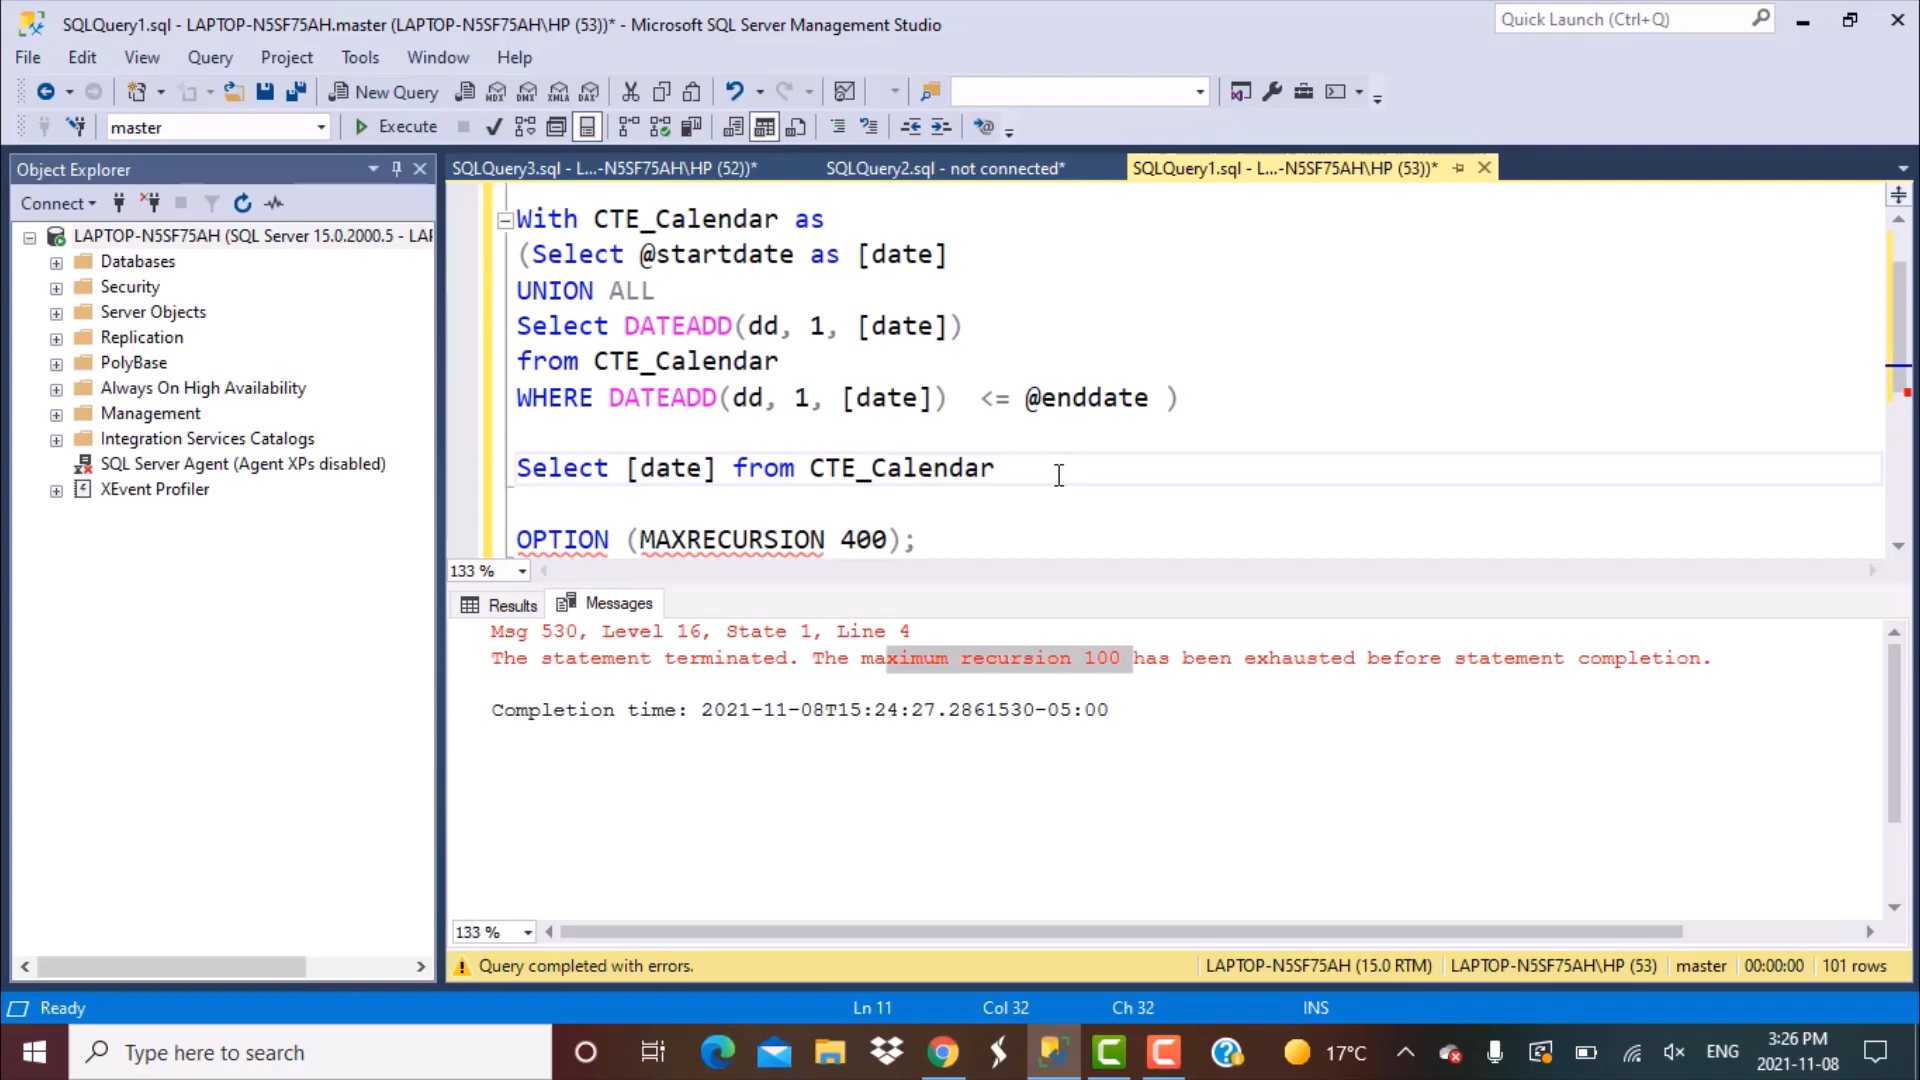 SQLQuery1.sql - LAPTOP-N5SF75AH.master (LAPTOP-N5SF75AH\HP (53))* - Microsoft SQL Server Management Studio
Quick Launch (Ctrl+Q)
File Edit View Query Project Tools Window Help
New Query
MDX DMX XMLA DAX
master
Execute
Object Explorer
SQLQuery3.sql - L...-N5SF75AH\HP (52))*
SQLQuery2.sql - not connected*
SQLQuery1.sql - L...-N5SF75AH\HP (53))*
Connect
LAPTOP-N5SF75AH (SQL Server 15.0.2000.5 - LAP
Databases
Security
Server Objects
Replication
PolyBase
Always On High Availability
Management
Integration Services Catalogs
SQL Server Agent (Agent XPs disabled)
XEvent Profiler
With CTE_Calendar as
(Select @startdate as [date]
UNION ALL
Select DATEADD(dd, 1, [date])
from CTE_Calendar
WHERE DATEADD(dd, 1, [date]) <= @enddate )
Select [date] from CTE_Calendar
OPTION (MAXRECURSION 400);
133 %
Results Messages
Msg 530, Level 16, State 1, Line 4
The statement terminated. The maximum recursion 100 has been exhausted before statement completion.
Completion time: 2021-11-08T15:24:27.2861530-05:00
133 %
Query completed with errors.
LAPTOP-N5SF75AH (15.0 RTM) LAPTOP-N5SF75AH\HP (53) master 00:00:00 101 rows
Ready
Ln 11 Col 32 Ch 32 INS
Type here to search
17°C
ENG
3:26 PM
2021-11-08